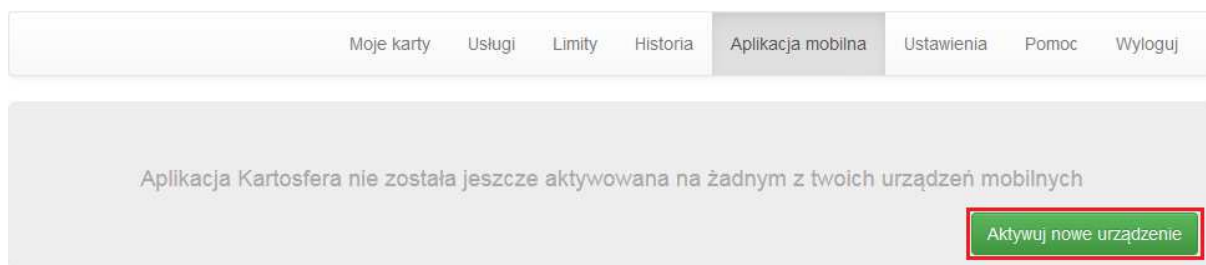 Moje karty Usługi Limity Historia Aplikacja mobilna Ustawienia Pomoc Wyloguj
Aplikacja Kartosfera nie została jeszcze aktywowana na żadnym z twoich urządzeń mobilnych
Aktywuj nowe urządzenie